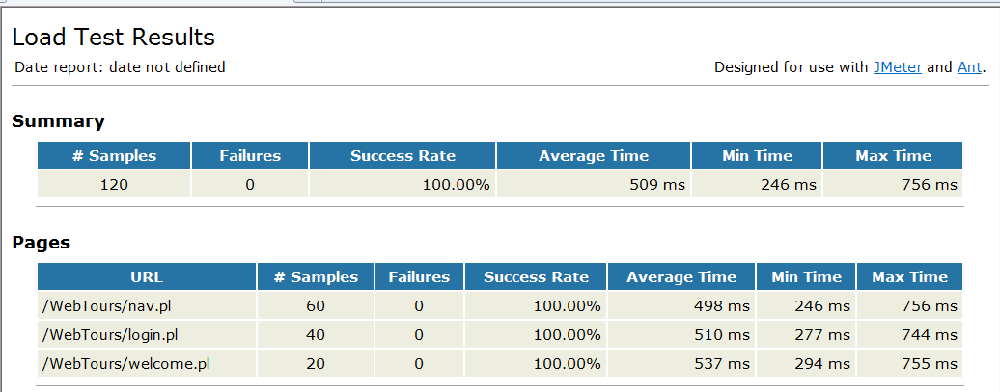 Load Test Results
Date report: date not defined Designed for use with JMeter and Ant.
Summary
# Samples Failures Success Rate Average Time Min Time Max Time
120 0 100.00% 509 ms 246 ms 756 ms
Pages
URL # Samples Failures Success Rate Average Time Min Time Max Time
/WebTours/nav.pl 60 0 100.00% 498 ms 246 ms 756 ms
/WebTours/login.pl 40 0 100.00% 510 ms 277 ms 744 ms
/WebTours/welcome.pl 20 0 100.00% 537 ms 294 ms 755 ms